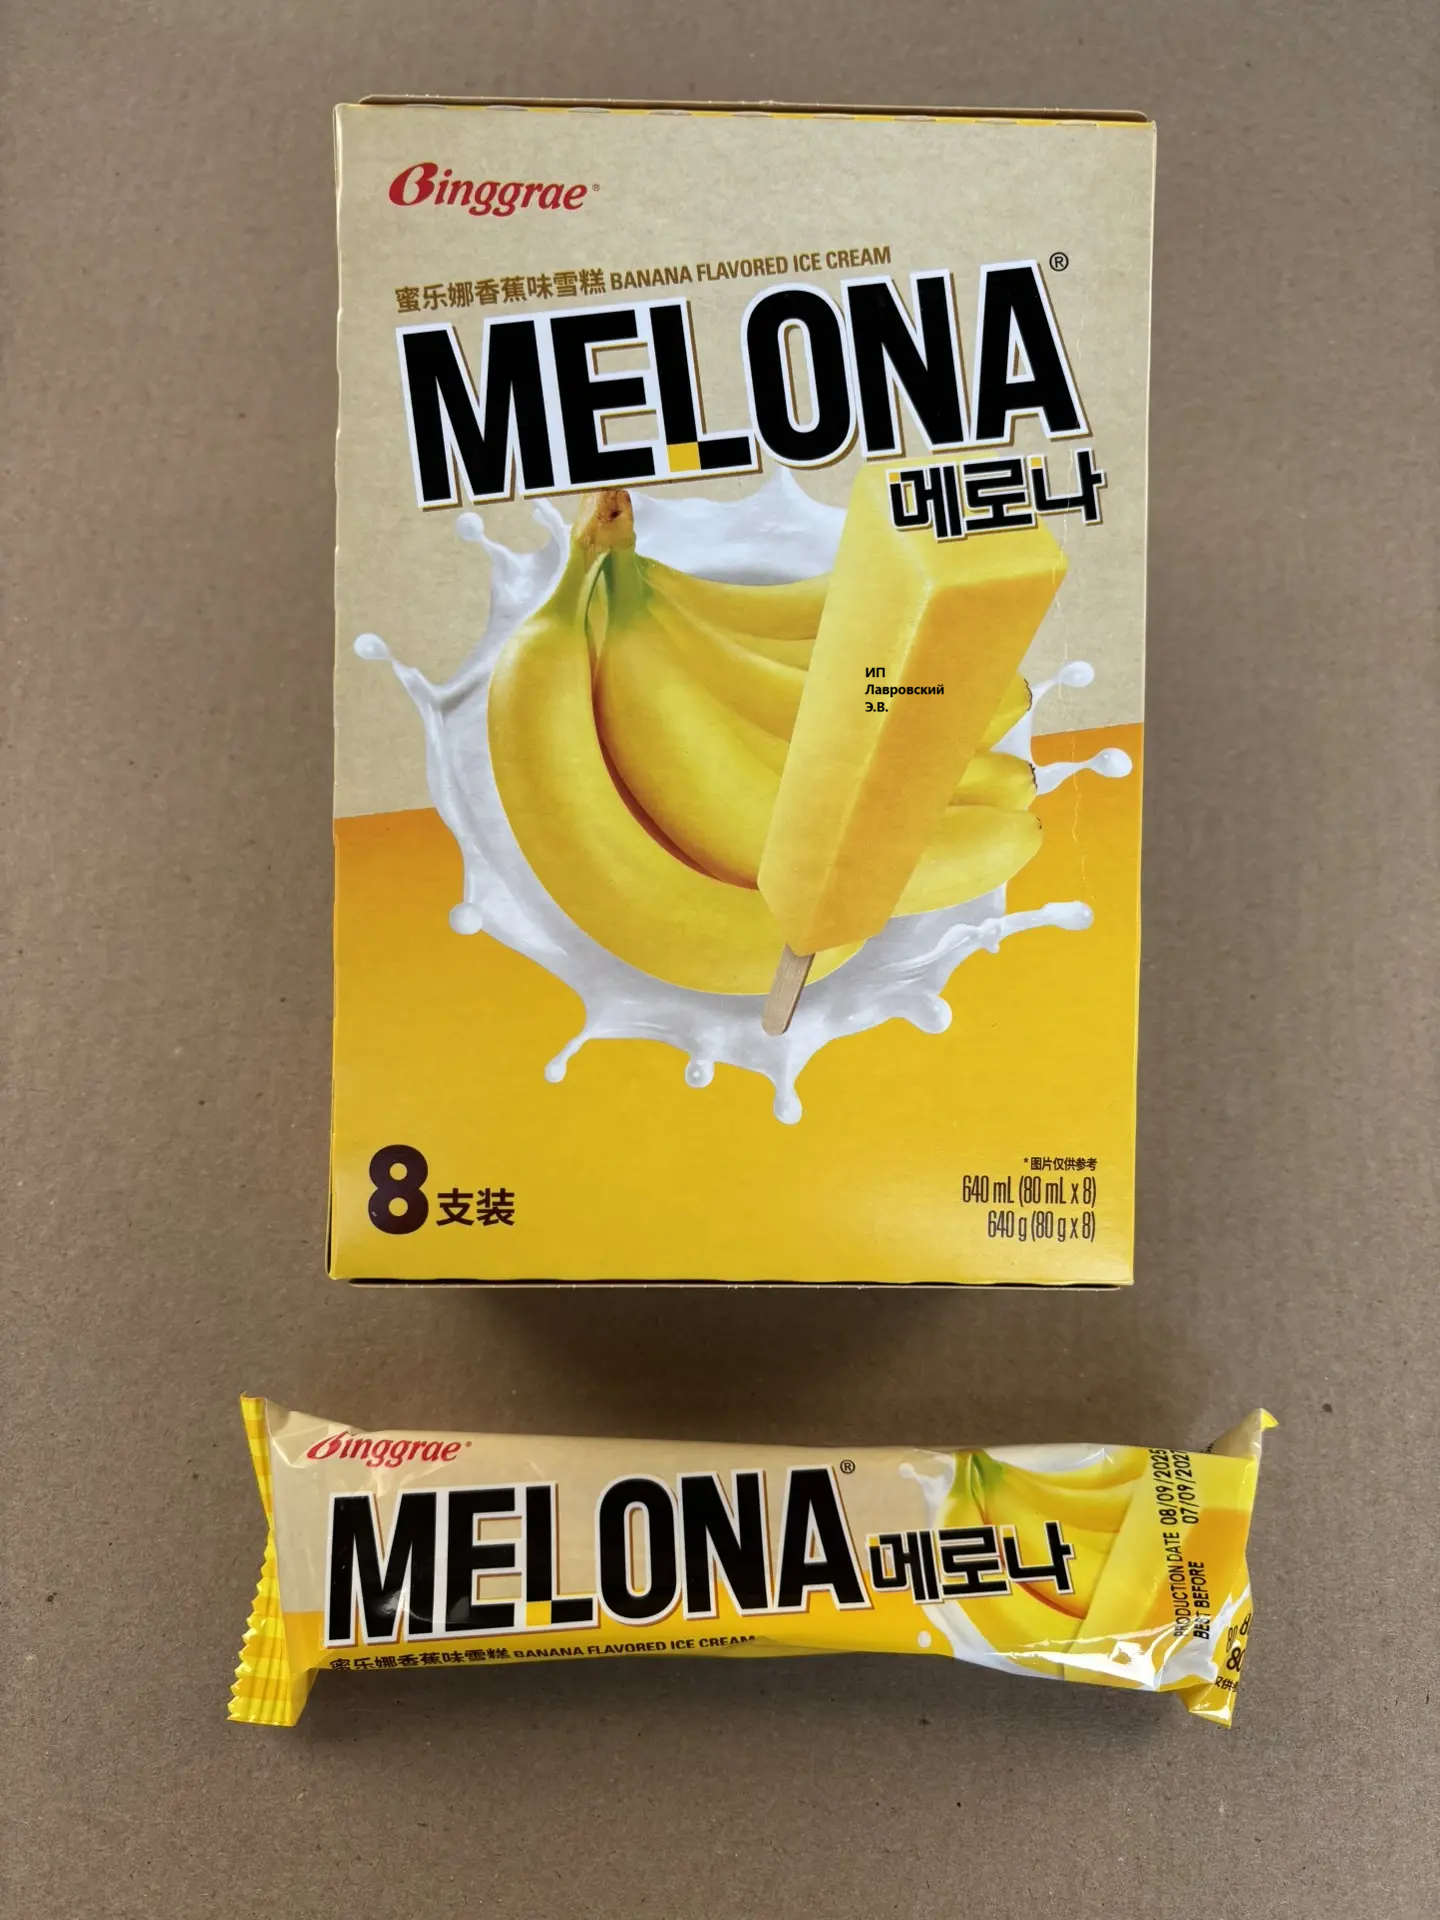 Binggrae®
蜜乐娜香蕉味雪糕 BANANA FLAVORED ICE CREAM
MELONA®
메로나
ИП
Лавровский
Э.В.
8支装
*图片仅供参考
640 mL (80 mL x 8)
640 g (80 g x 8)
Binggrae®
MELONA®
메로나
蜜乐娜香蕉味雪糕 BANANA FLAVORED ICE CREAM
PRODUCTION DATE 08/09/2025
BEST BEFORE 07/09/202